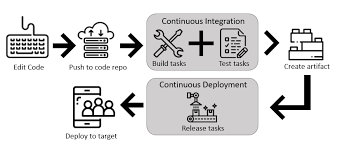 Continuous Integration
Edit Code
Push to code repo
Build tasks
Test tasks
Create artifact
Continuous Deployment
Release tasks
Deploy to target